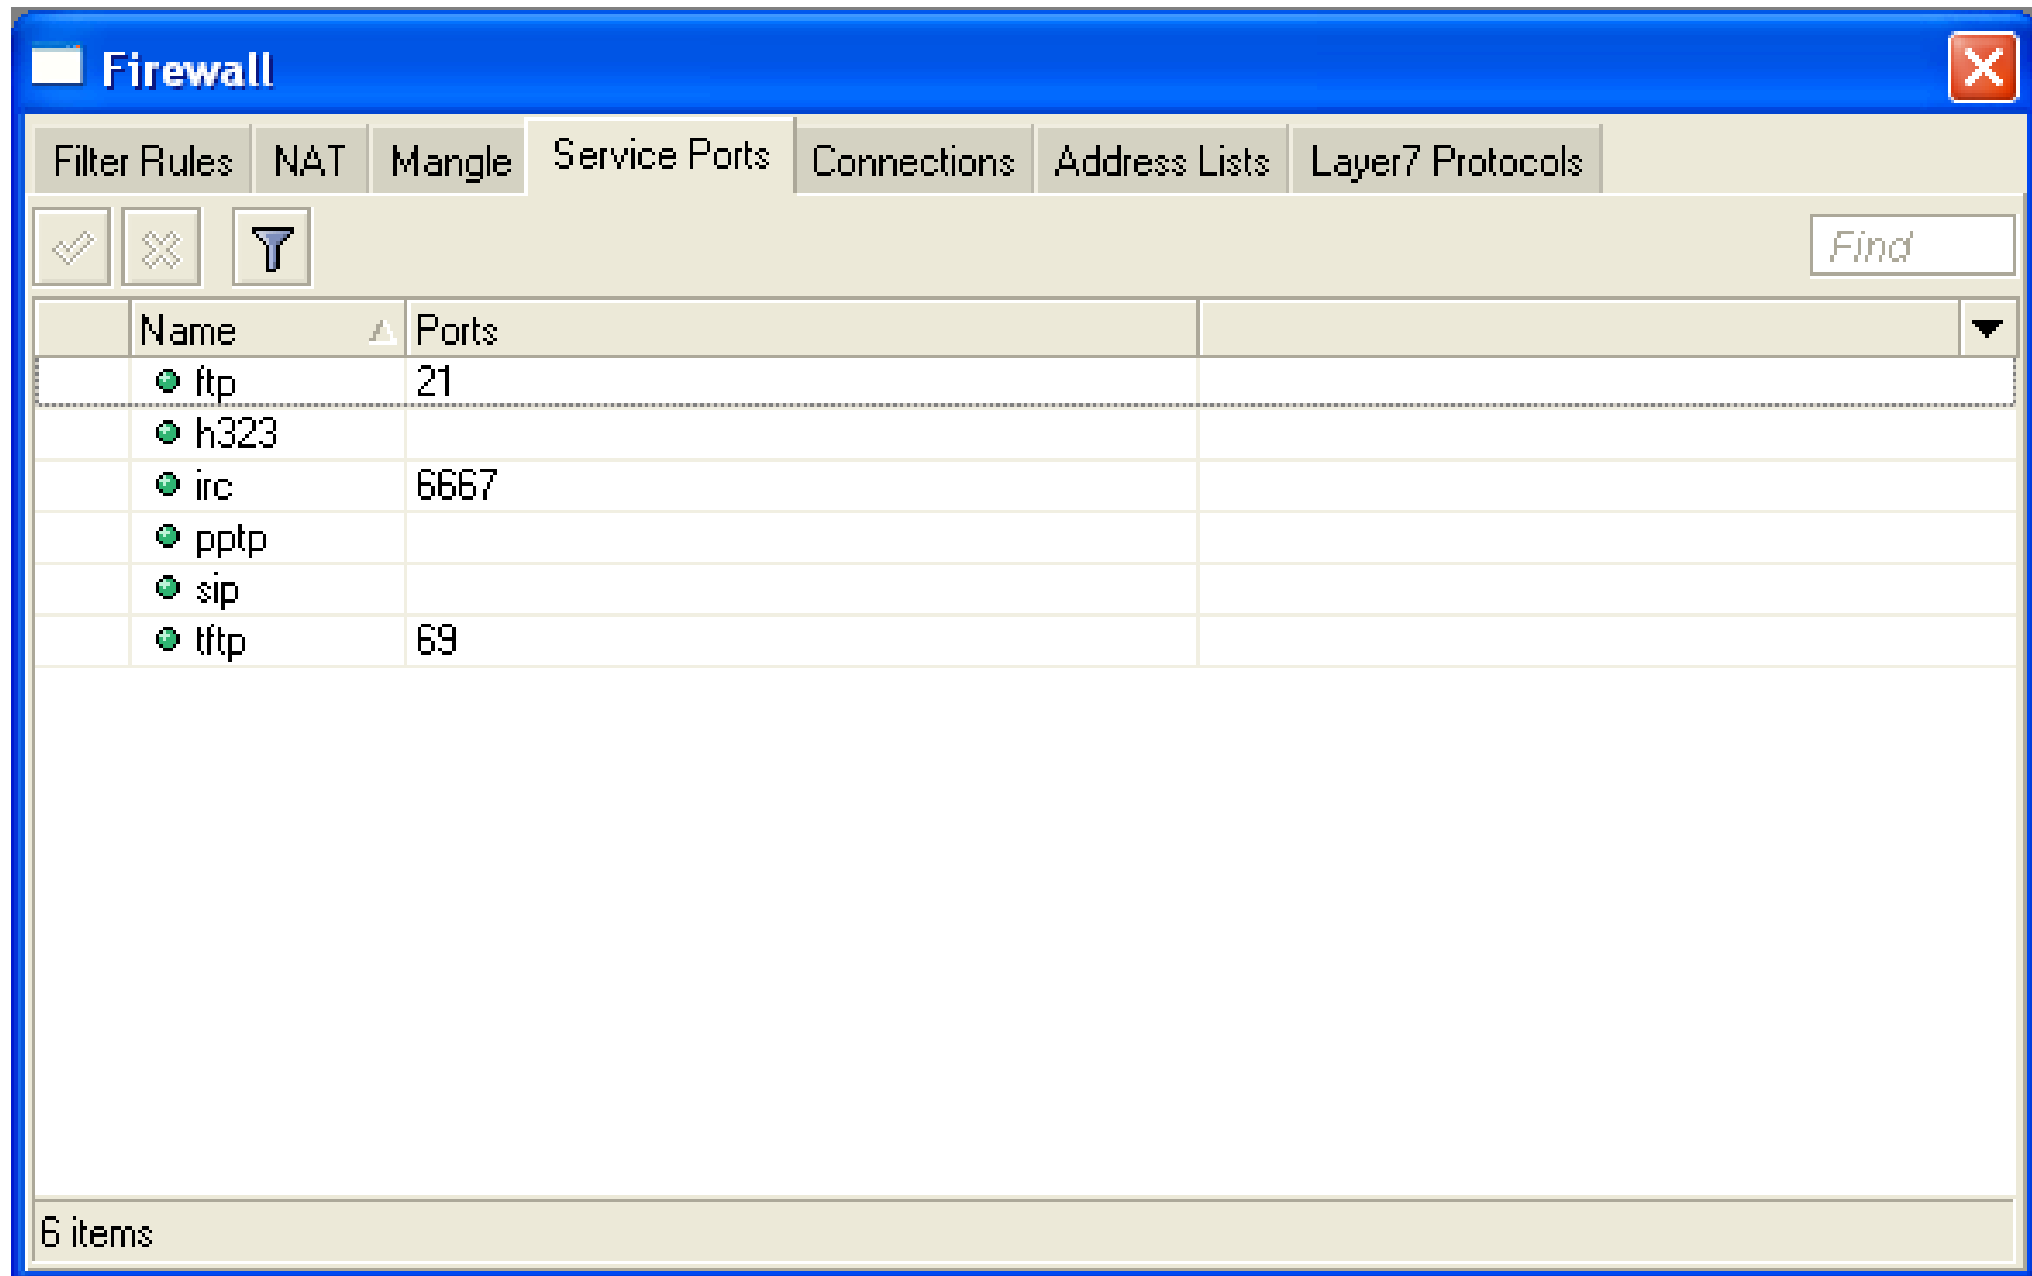 Firewall
Filter Rules NAT Mangle Service Ports Connections Address Lists Layer7 Protocols
Find
Name Ports
ftp 21
h323
irc 6667
pptp
sip
tftp 69
6 items